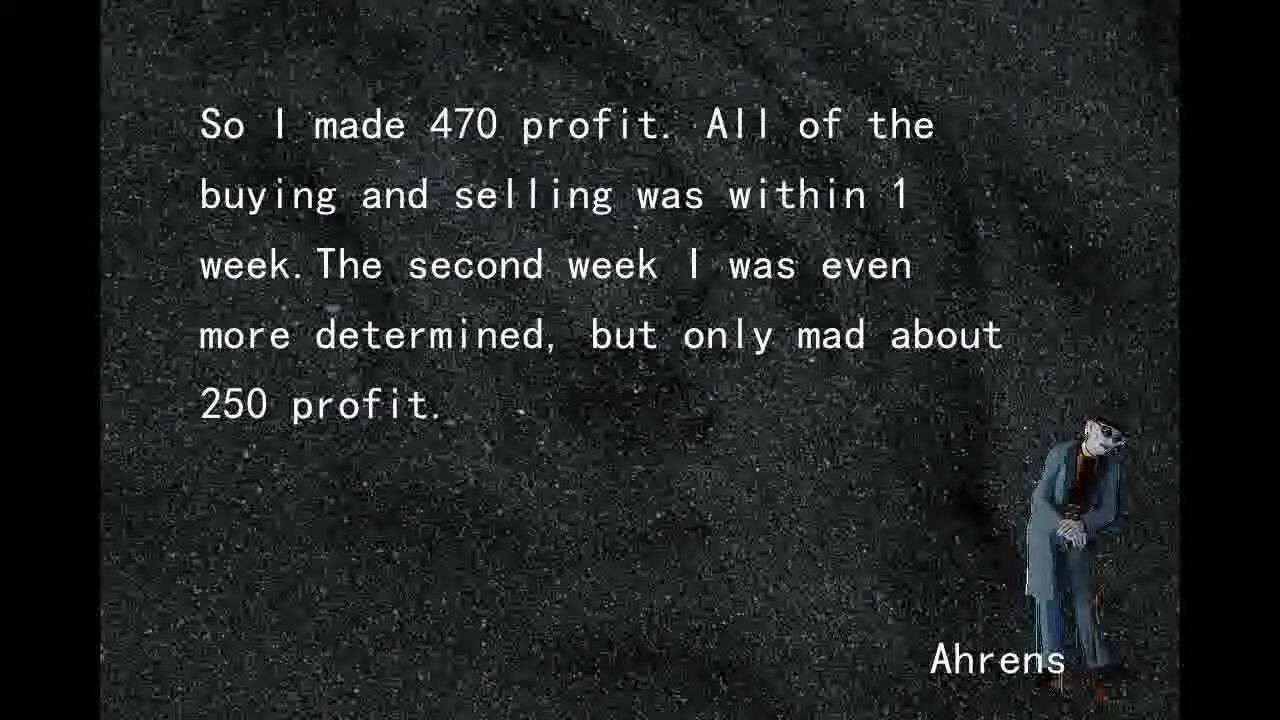 So I made 470 profit. All of the
buying and selling was within 1
week.The second week I was even
more determined, but only mad about
250 profit.
Ahrens